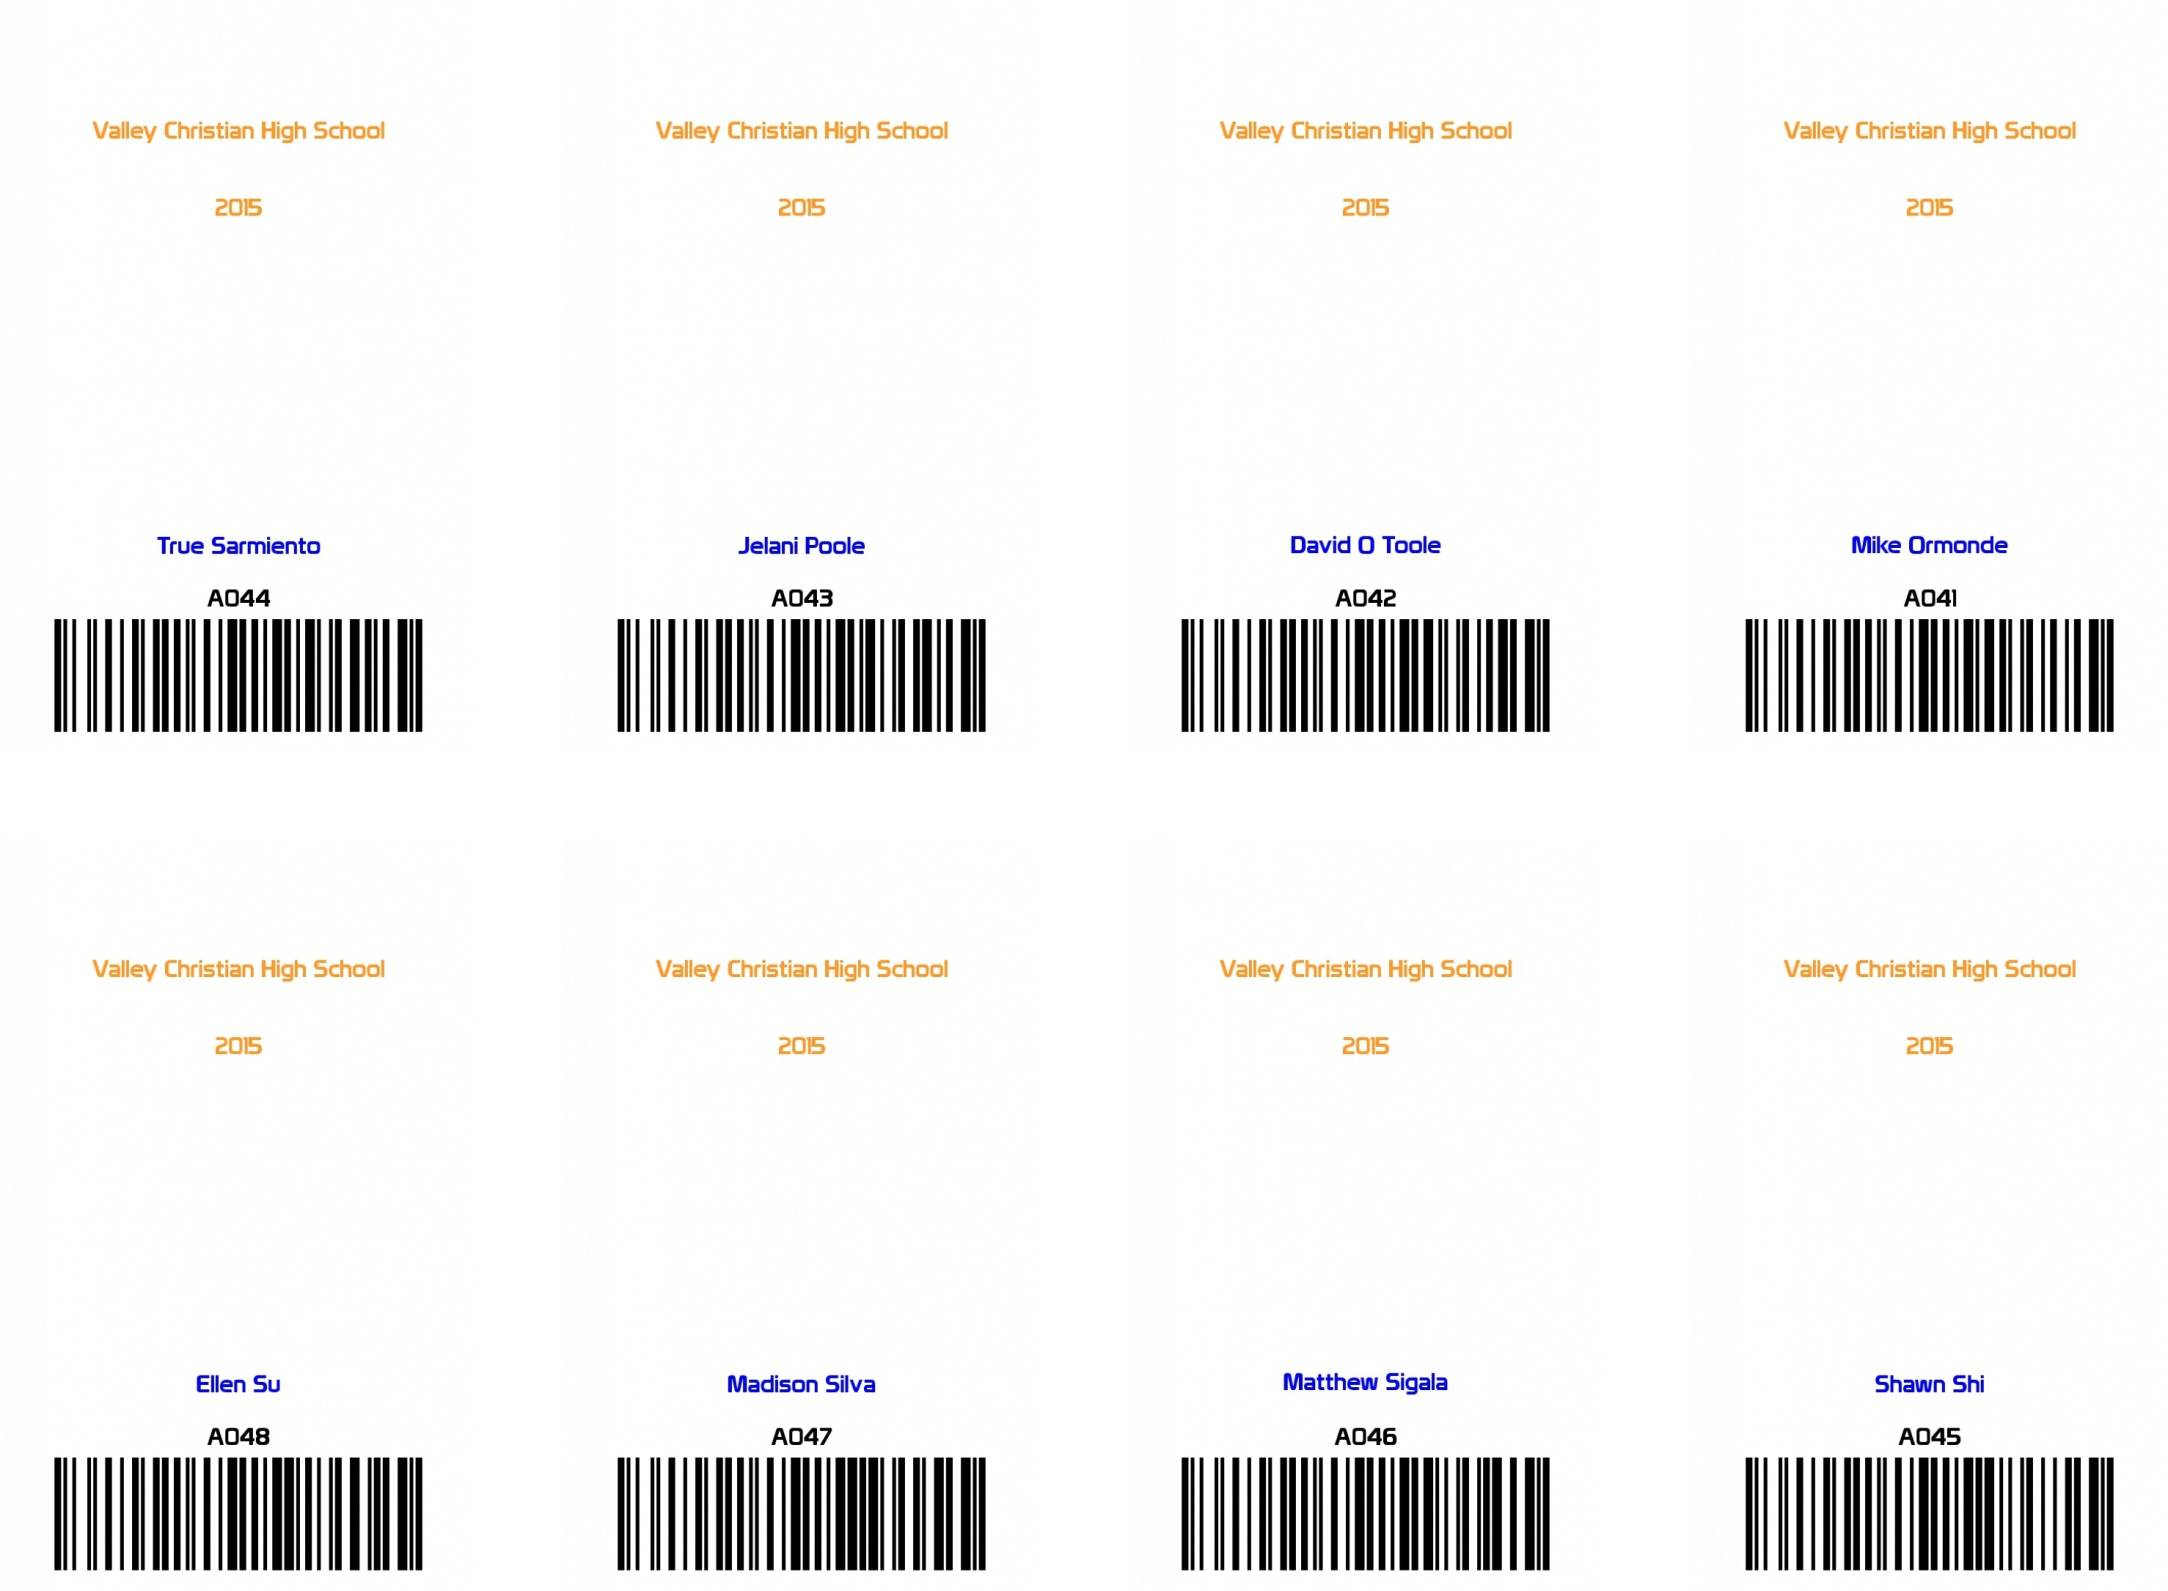 Valley Christian High School
2015
True Sarmiento
A044
Valley Christian High School
2015
Jelani Poole
A043
Valley Christian High School
2015
David O Toole
A042
Valley Christian High School
2015
Mike Ormonde
A041
Valley Christian High School
2015
Ellen Su
A048
Valley Christian High School
2015
Madison Silva
A047
Valley Christian High School
2015
Matthew Sigala
A046
Valley Christian High School
2015
Shawn Shi
A045